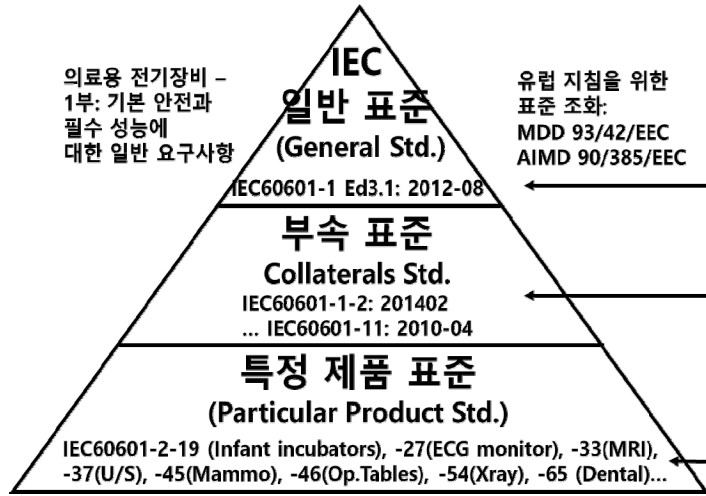 의료용 전기장비 –
1부: 기본 안전과
필수 성능에
대한 일반 요구사항
IEC
일반 표준
(General Std.)
IEC60601-1 Ed3.1: 2012-08
유럽 지침을 위한
표준 조화:
MDD 93/42/EEC
AIMD 90/385/EEC
부속 표준
Collaterals Std.
IEC60601-1-2: 201402
... IEC60601-11: 2010-04
특정 제품 표준
(Particular Product Std.)
IEC60601-2-19 (Infant incubators), -27(ECG monitor), -33(MRI),
-37(U/S), -45(Mammo), -46(Op.Tables), -54(Xray), -65 (Dental)...